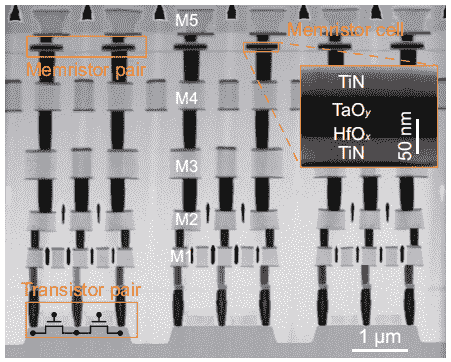 M5
Memristor cell
Memristor pair
TiN
M4
TaOy
HfOx
TiN
50 nm
M3
M2
M1
Transistor pair
1 μm